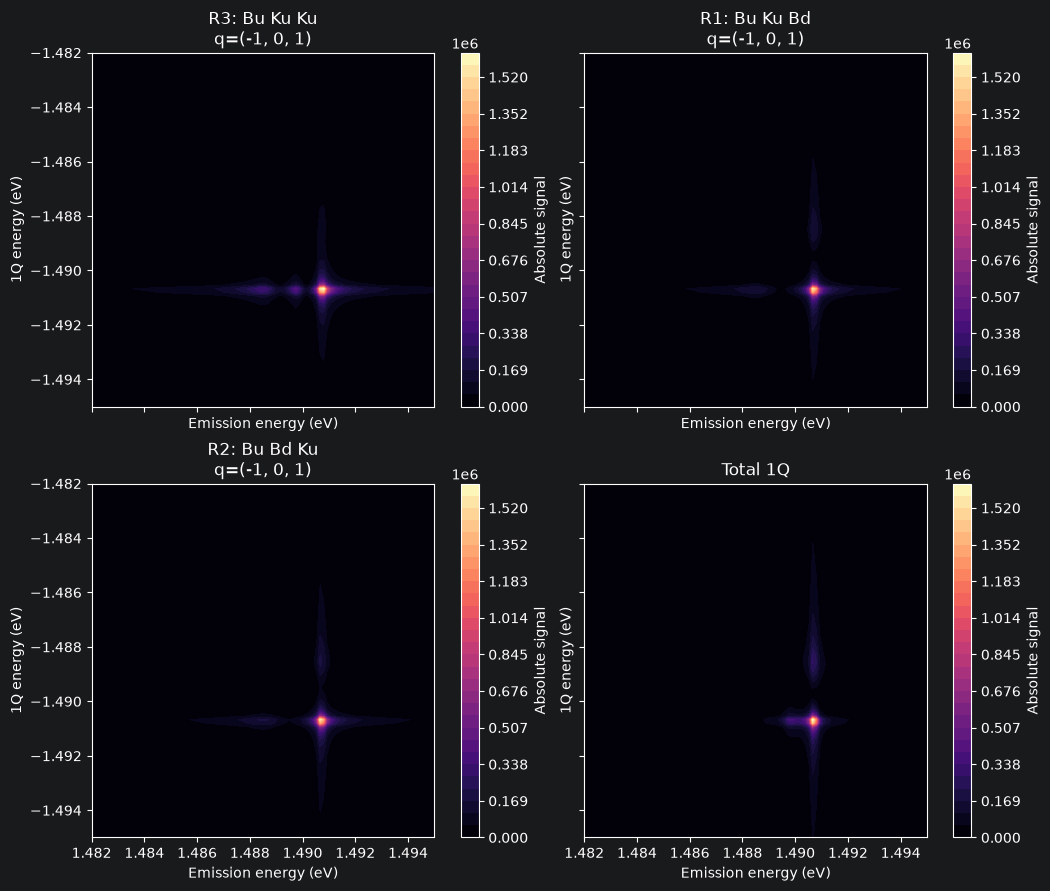 R3: Bu Ku Ku
q=(-1, 0, 1)
1e6
−1.482
−1.484
−1.486
−1.488
−1.490
−1.492
−1.494
1Q energy (eV)
Emission energy (eV)
1.520
1.352
1.183
1.014
0.845
0.676
0.507
0.338
0.169
0.000
Absolute signal
R1: Bu Ku Bd
q=(-1, 0, 1)
1e6
1Q energy (eV)
Emission energy (eV)
1.520
1.352
1.183
1.014
0.845
0.676
0.507
0.338
0.169
0.000
Absolute signal
R2: Bu Bd Ku
q=(-1, 0, 1)
1e6
−1.482
−1.484
−1.486
−1.488
−1.490
−1.492
−1.494
1Q energy (eV)
1.482 1.484 1.486 1.488 1.490 1.492 1.494
Emission energy (eV)
1.520
1.352
1.183
1.014
0.845
0.676
0.507
0.338
0.169
0.000
Absolute signal
Total 1Q
1e6
1Q energy (eV)
1.482 1.484 1.486 1.488 1.490 1.492 1.494
Emission energy (eV)
1.520
1.352
1.183
1.014
0.845
0.676
0.507
0.338
0.169
0.000
Absolute signal